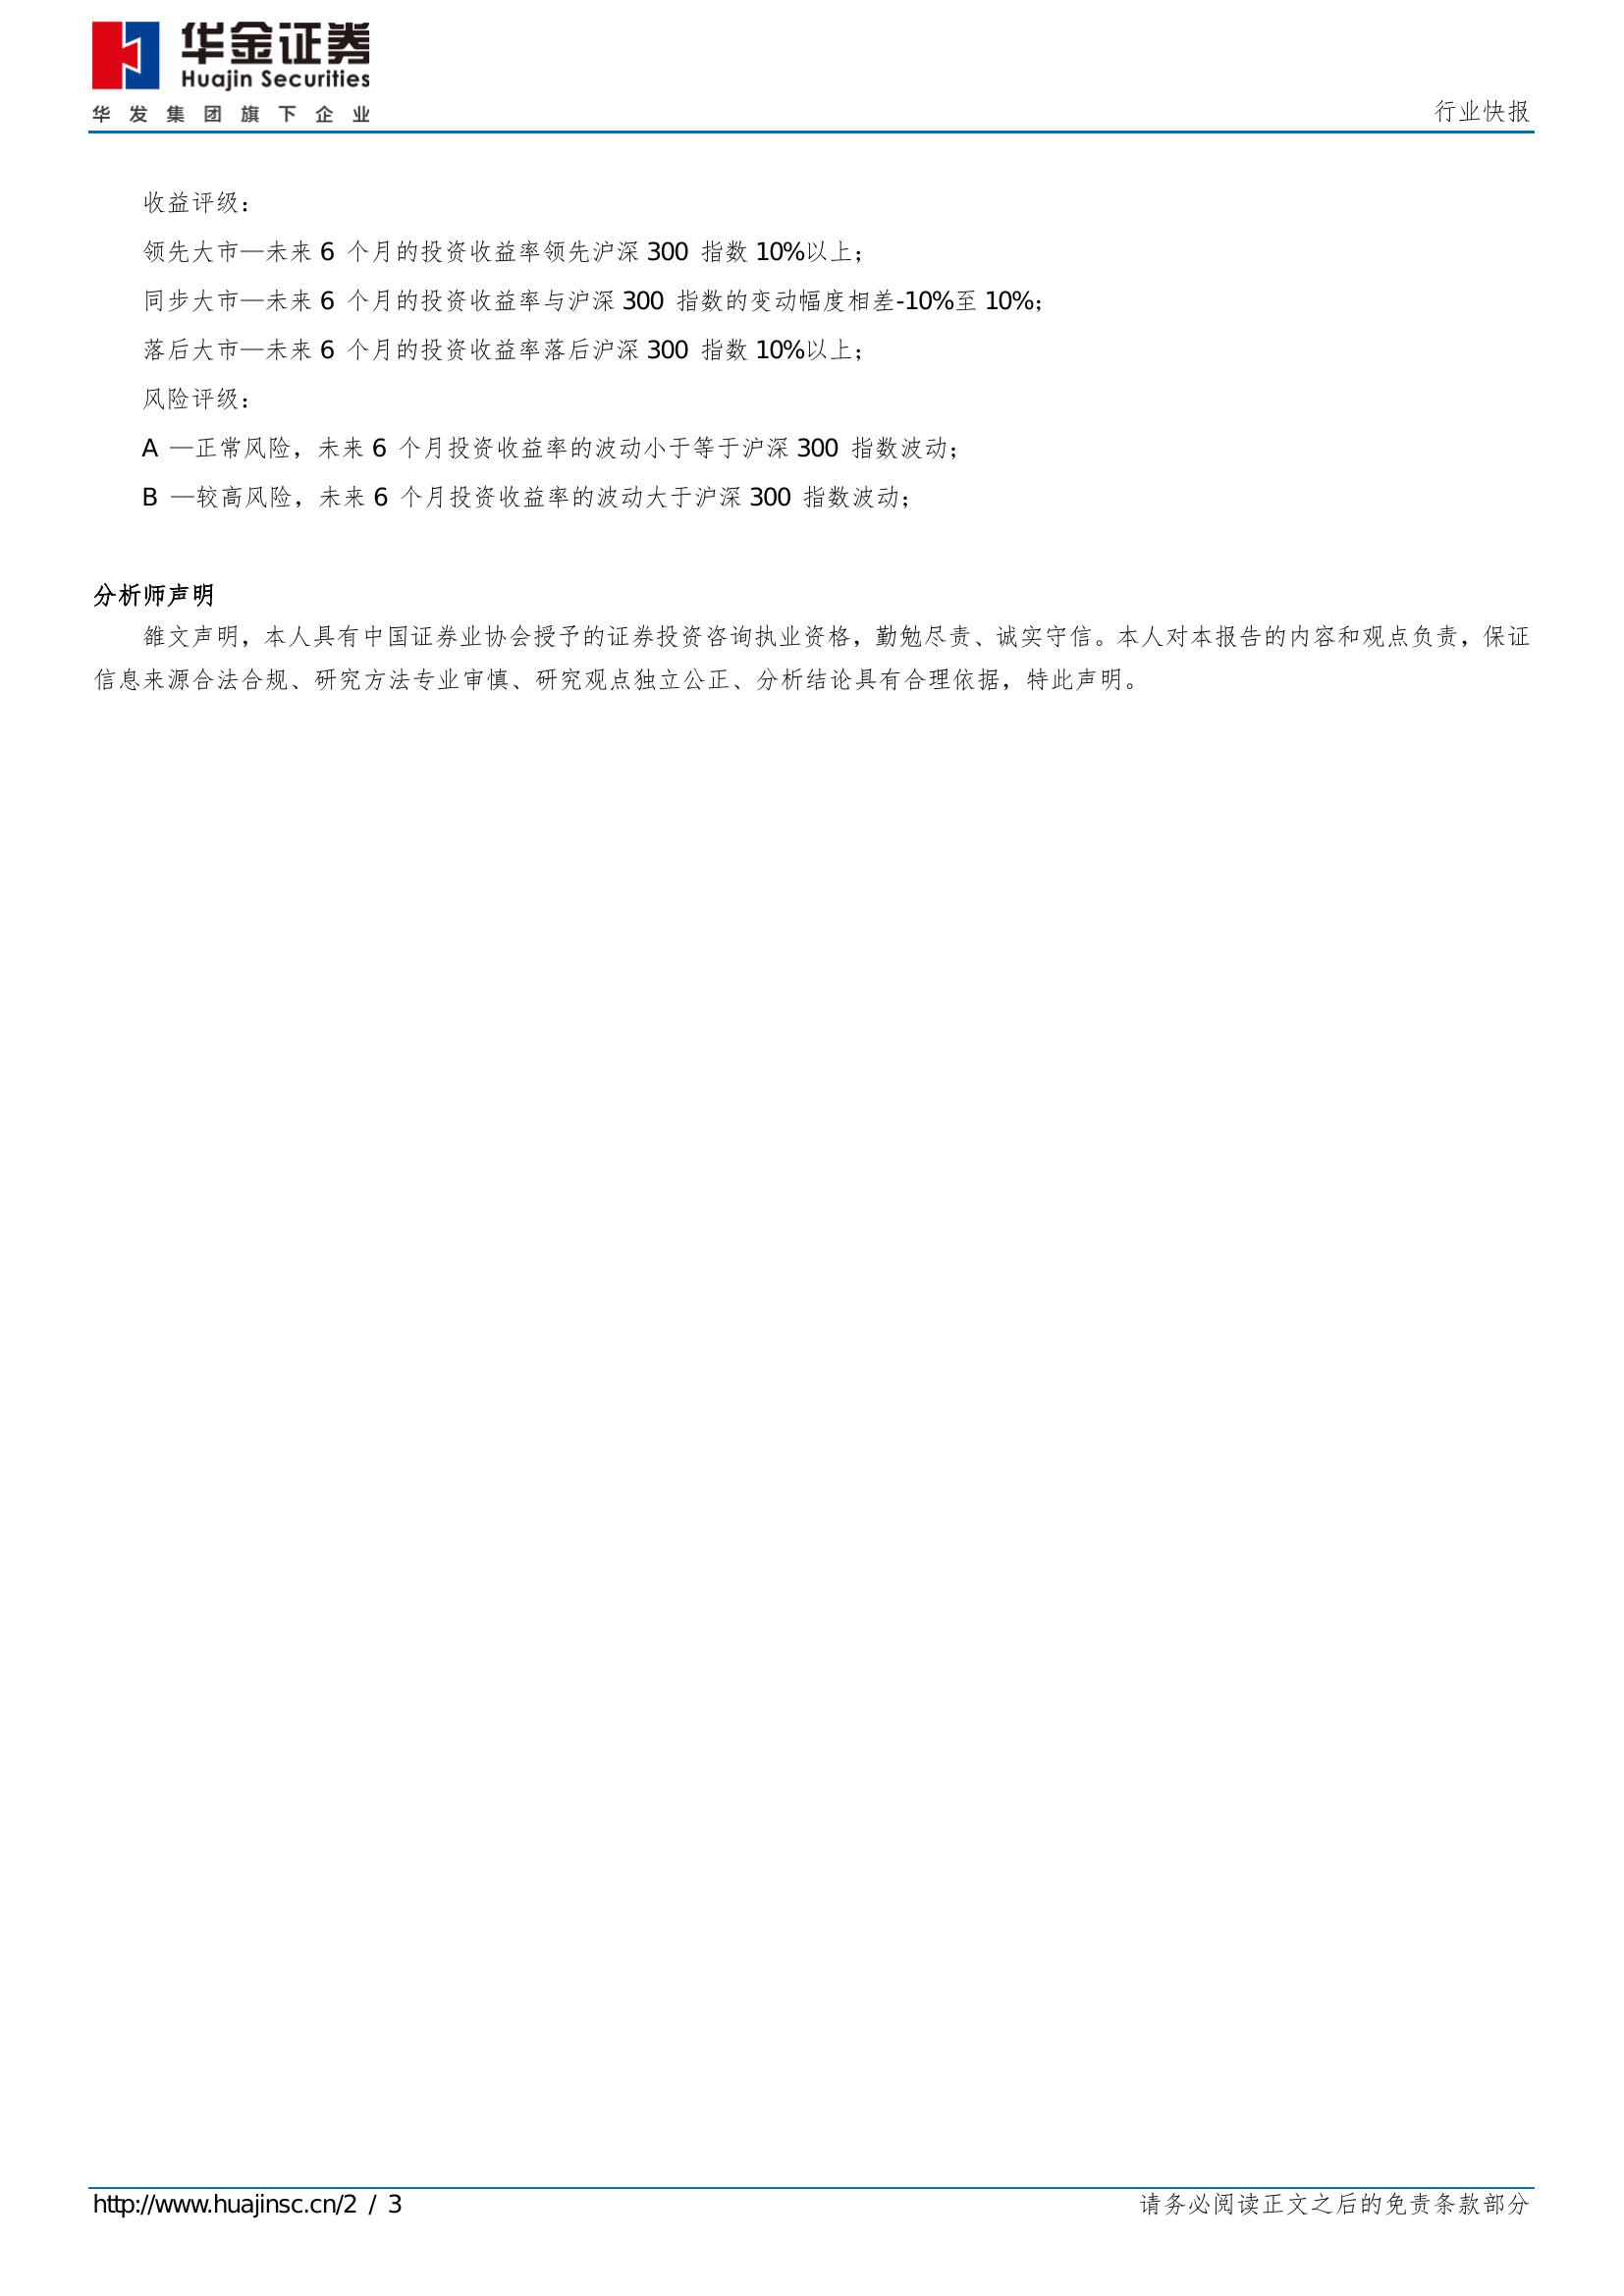 华金证券
Huajin Securities
华发集团旗下企业
行业快报
收益评级：
领先大市—未来 6 个月的投资收益率领先沪深 300 指数 10%以上；
同步大市—未来 6 个月的投资收益率与沪深 300 指数的变动幅度相差-10%至 10%；
落后大市—未来 6 个月的投资收益率落后沪深 300 指数 10%以上；
风险评级：
A —正常风险，未来 6 个月投资收益率的波动小于等于沪深 300 指数波动；
B —较高风险，未来 6 个月投资收益率的波动大于沪深 300 指数波动；
分析师声明
雒文声明，本人具有中国证券业协会授予的证券投资咨询执业资格，勤勉尽责、诚实守信。本人对本报告的内容和观点负责，保证
信息来源合法合规、研究方法专业审慎、研究观点独立公正、分析结论具有合理依据，特此声明。
http://www.huajinsc.cn/2 / 3
请务必阅读正文之后的免责条款部分